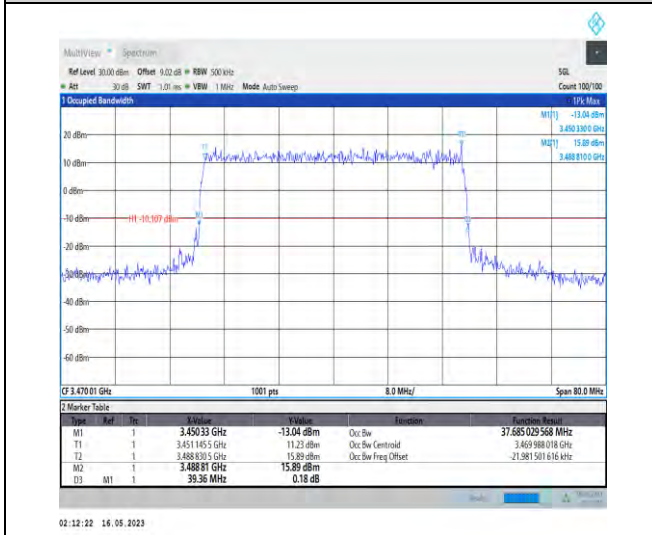 MultiView Spectrum
Ref Level 30.00 dBm Offset 9.02 dB RBW 500 kHz SGL
Att 30 dB SWT 1.01 ms VBW 1 MHz Mode Auto Sweep Count 100/100
1 Occupied Bandwidth 1Pk Max
M1[1] -13.04 dBm
3.450 330 0 GHz
M2[1] 15.89 dBm
3.488 810 0 GHz
20 dBm
10 dBm
0 dBm
-10 dBm H1 -10.107 dBm
-20 dBm
-30 dBm
-40 dBm
-50 dBm
-60 dBm
CF 3.470 01 GHz 1001 pts 8.0 MHz/ Span 80.0 MHz
2 Marker Table
Type Ref Trc X-Value Y-Value Function Function Result
M1 1 3.450 33 GHz -13.04 dBm Occ Bw 37.685 029 568 MHz
T1 1 3.451 145 5 GHz 11.23 dBm Occ Bw Centroid 3.469 988 018 GHz
T2 1 3.488 830 5 GHz 15.89 dBm Occ Bw Freq Offset -21.981 501 616 kHz
M2 1 3.488 81 GHz 15.89 dBm
D3 M1 1 39.36 MHz 0.18 dB
02:12:22 16.05.2023